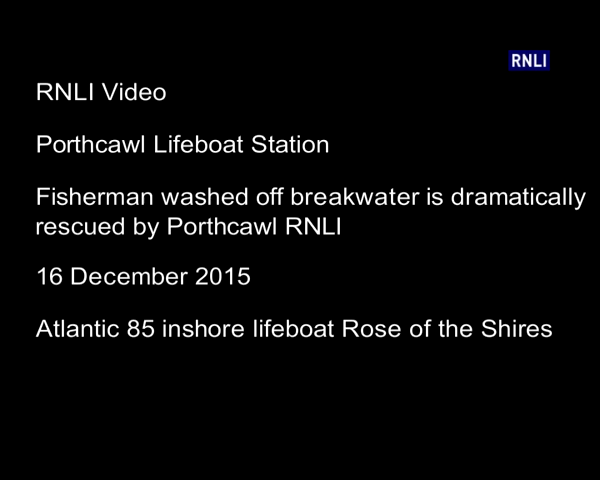 RNLI
RNLI Video
Porthcawl Lifeboat Station
Fisherman washed off breakwater is dramatically
rescued by Porthcawl RNLI
16 December 2015
Atlantic 85 inshore lifeboat Rose of the Shires